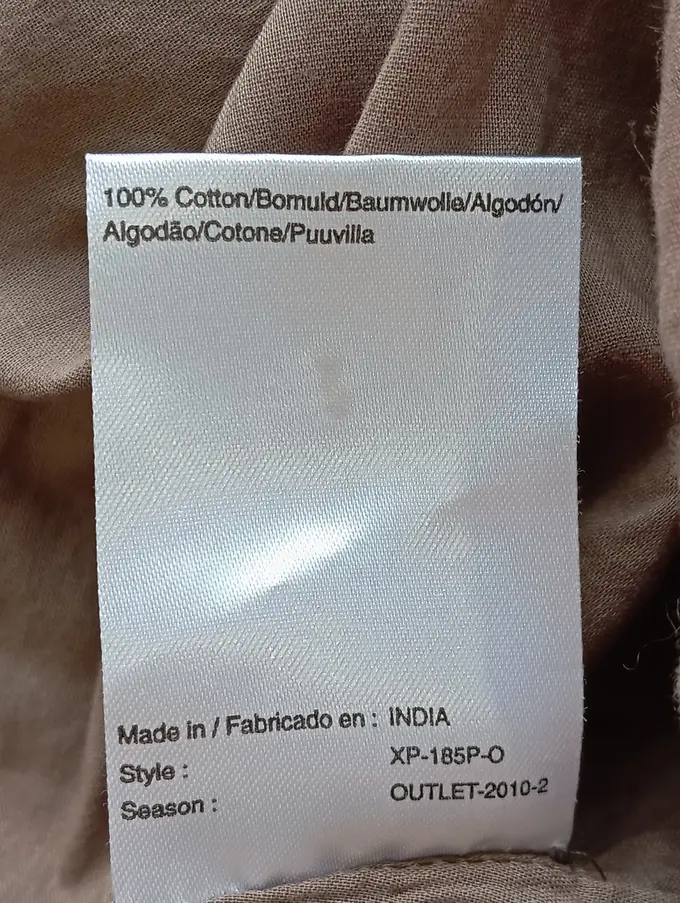 100% Cotton/Bomuld/Baumwolle/Algodón/
Algodão/Cotone/Puuvilla
Made in / Fabricado en : INDIA
Style : XP-185P-O
Season : OUTLET-2010-2